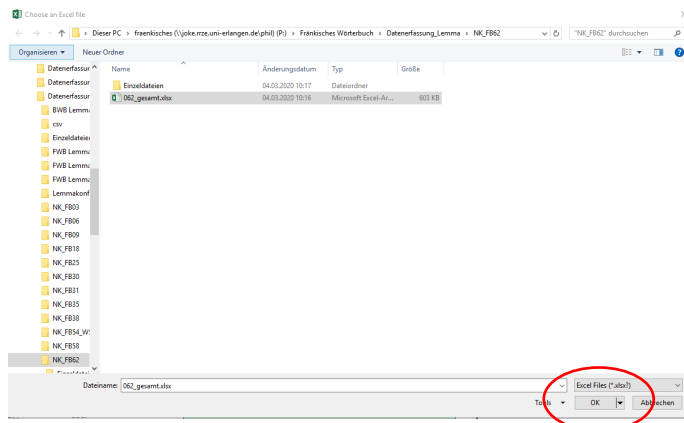 Choose an Excel file
Dieser PC › fraenkisches (\\joke.rrze.uni-erlangen.de\phil) (P:) › Fränkisches Wörterbuch › Datenerfassung_Lemma › NK_FB62
"NK_FB62" durchsuchen
Organisieren
Neuer Ordner
Name
Änderungsdatum
Typ
Größe
Einzeldateien
04.03.2020 10:17
Dateiordner
062_gesamt.xlsx
04.03.2020 10:16
Microsoft Excel-Ar...
603 KB
Datenerfassur
Datenerfassur
Datenerfassur
BWB Lemma
csv
Einzeldateien
FWB Lemma
FWB Lemma
FWB Lemma
Lemmakonf
NK_FB03
NK_FB06
NK_FB09
NK_FB18
NK_FB25
NK_FB30
NK_FB31
NK_FB35
NK_FB38
NK_FB54_WS
NK_FB58
NK_FB62
Dateiname:
062_gesamt.xlsx
Excel Files (*.xlsx?)
Tools
OK
Abbrechen